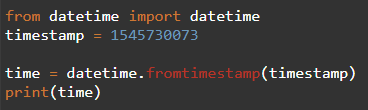 from datetime import datetime
timestamp = 1545730073
time = datetime.fromtimestamp(timestamp)
print(time)